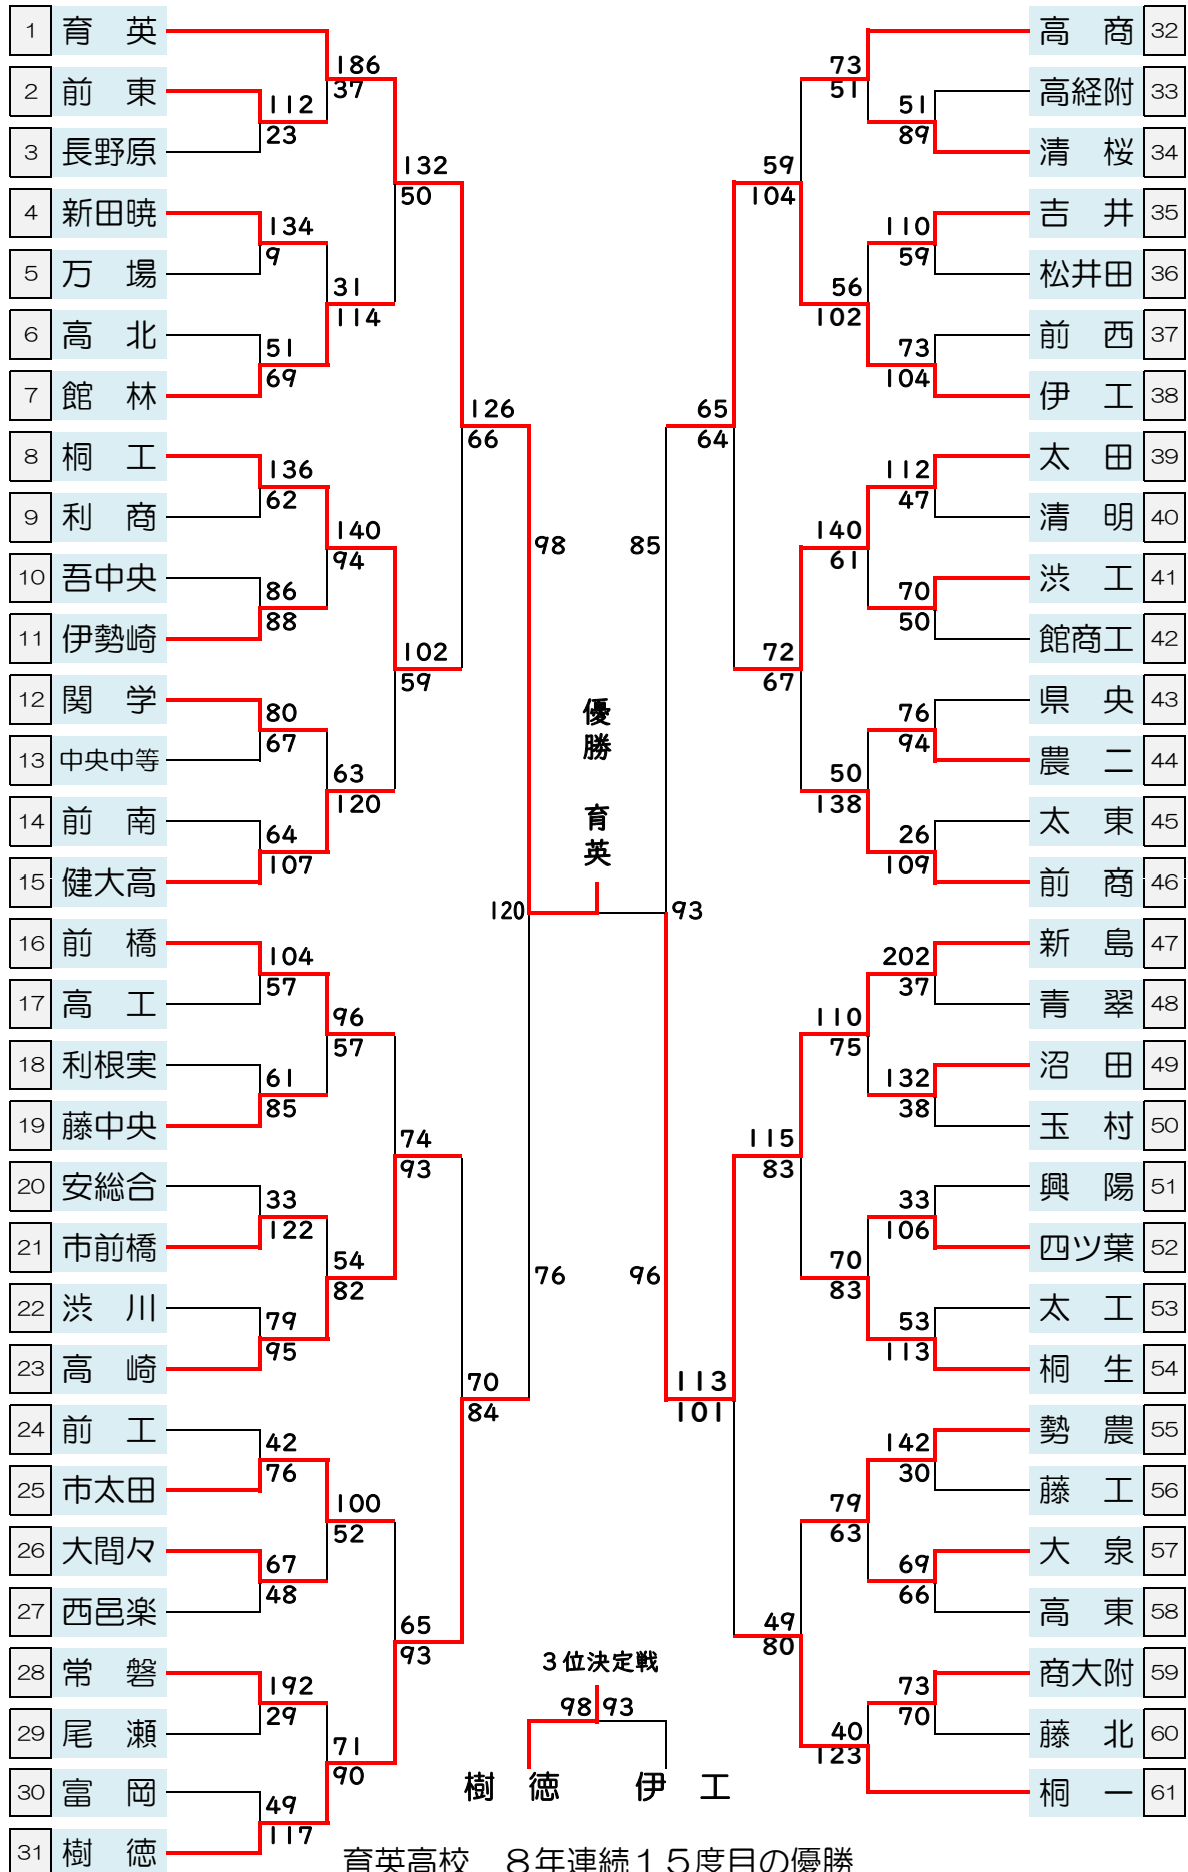 1 育 英
2 前 東
3 長野原
4 新田暁
5 万 場
6 高 北
7 館 林
8 桐 工
9 利 商
10 吾中央
11 伊勢崎
12 関 学
13 中央中等
14 前 南
15 健大高
16 前 橋
17 高 工
18 利根実
19 藤中央
20 安総合
21 市前橋
22 渋 川
23 高 崎
24 前 工
25 市太田
26 大間々
27 西邑楽
28 常 磐
29 尾 瀬
30 富 岡
31 樹 徳
112
23
134
9
51
69
136
62
86
88
80
67
64
107
104
57
61
85
33
122
79
95
42
76
67
48
192
29
49
117
186
37
31
114
140
94
63
120
96
57
54
82
100
52
71
90
132
50
102
59
74
93
65
93
126
66
70
84
98
76
120
優勝 育英
93
85
96
65
64
113
101
59
104
72
67
115
83
49
80
73
51
56
102
140
61
50
138
110
75
70
83
79
63
40
123
51
89
110
59
73
104
112
47
70
50
76
94
26
109
202
37
132
38
33
106
53
113
142
30
69
66
73
70
高 商 32
高経附 33
清 桜 34
吉 井 35
松井田 36
前 西 37
伊 工 38
太 田 39
清 明 40
渋 工 41
館商工 42
県 央 43
農 二 44
太 東 45
前 商 46
新 島 47
青 翠 48
沼 田 49
玉 村 50
興 陽 51
四ツ葉 52
太 工 53
桐 生 54
勢 農 55
藤 工 56
大 泉 57
高 東 58
商大附 59
藤 北 60
桐 一 61
3位決定戦
98 93
樹 徳 伊 工
育英高校 8年連続15度目の優勝